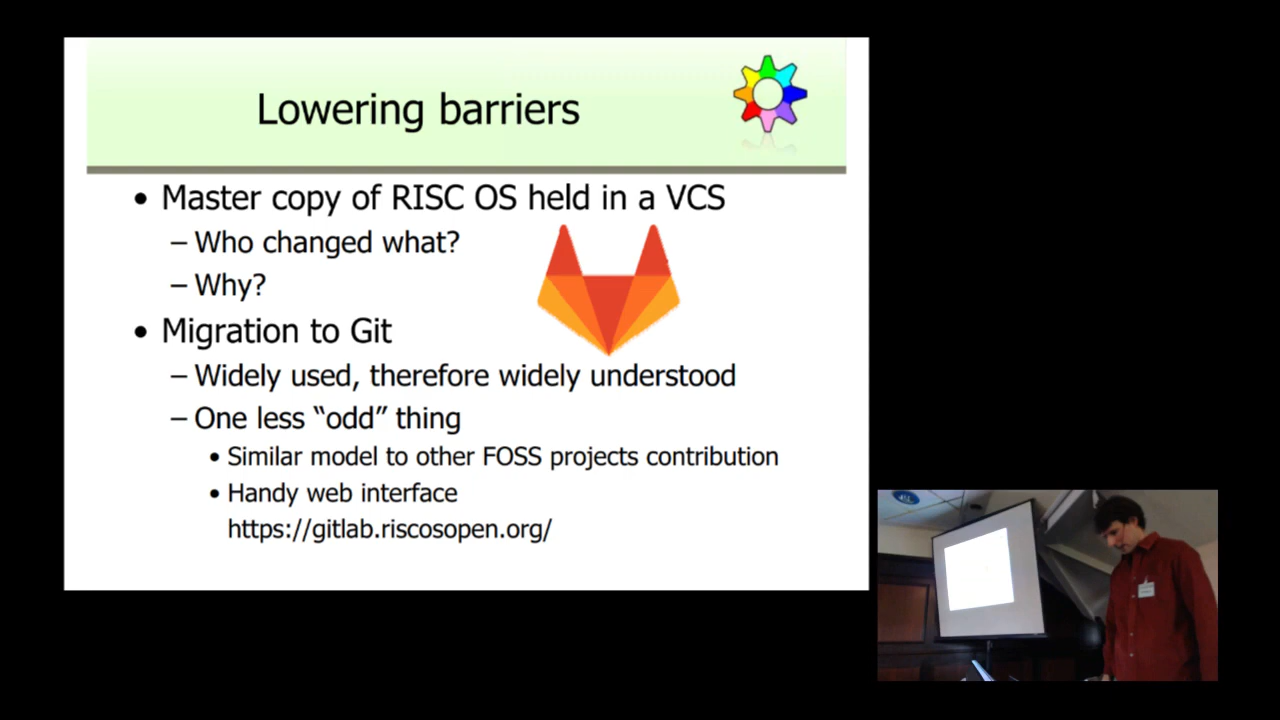 Lowering barriers
• Master copy of RISC OS held in a VCS
– Who changed what?
– Why?
• Migration to Git
– Widely used, therefore widely understood
– One less “odd” thing
• Similar model to other FOSS projects contribution
• Handy web interface
https://gitlab.riscosopen.org/